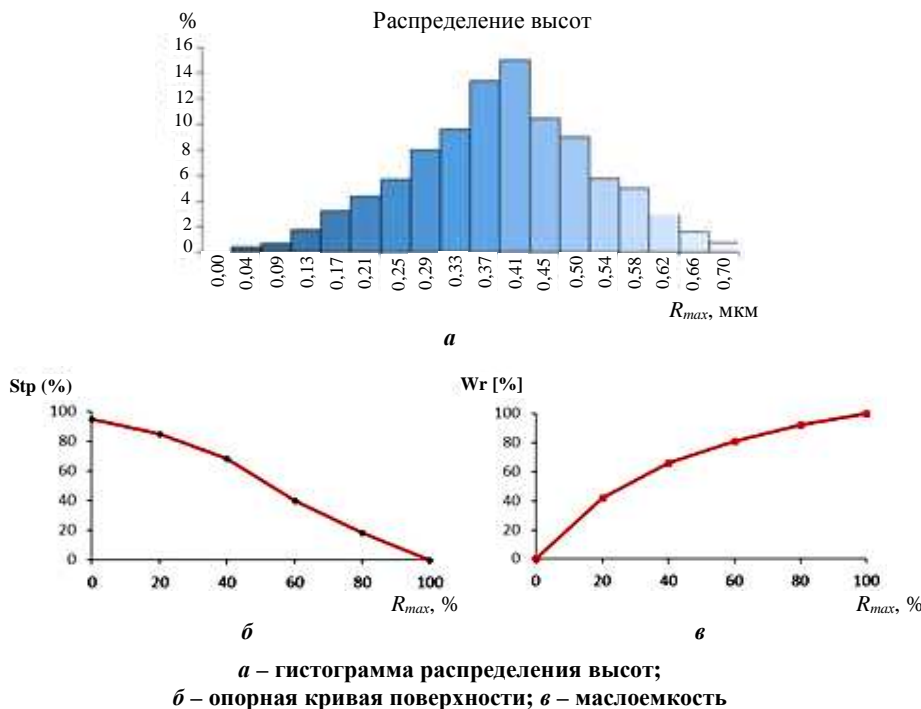 % Распределение высот
16
14
12
10
8
6
4
2
0
0,00 0,04 0,09 0,13 0,17 0,21 0,25 0,29 0,33 0,37 0,41 0,45 0,50 0,54 0,58 0,62 0,66 0,70
Rmax, мкм
а
Stp (%)
100
80
60
40
20
0
0 20 40 60 80 100
Rmax, %
б
Wr [%]
100
80
60
40
20
0
0 20 40 60 80 100
Rmax, %
в
а – гистограмма распределения высот;
б – опорная кривая поверхности; в – маслоемкость